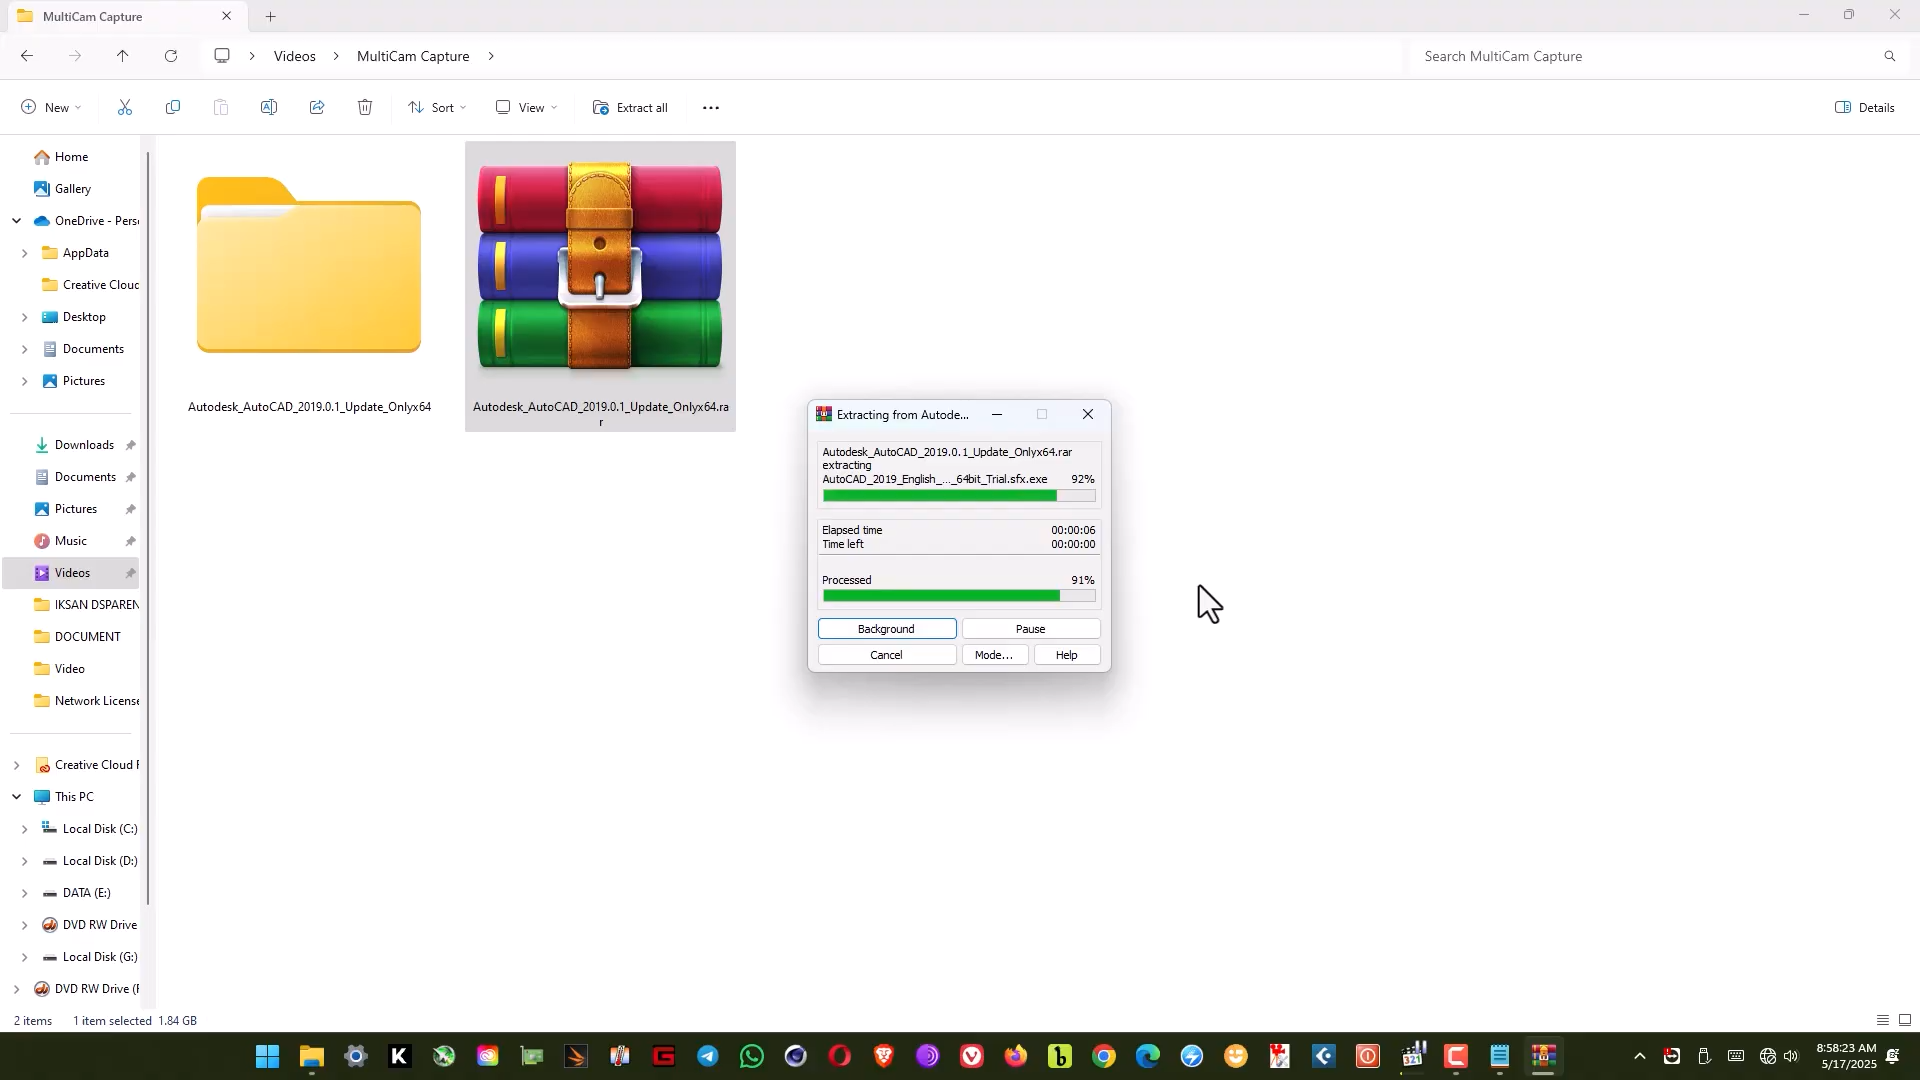 MultiCam Capture
Videos
MultiCam Capture
Search MultiCam Capture
New
Sort
View
Extract all
Details
Home
Gallery
OneDrive - Perso
AppData
Creative Cloud
Desktop
Documents
Pictures
Downloads
Documents
Pictures
Music
Videos
IKSAN DSPAREN
DOCUMENT
Video
Network License
Creative Cloud F
This PC
Local Disk (C:)
Local Disk (D:)
DATA (E:)
DVD RW Drive
Local Disk (G:)
DVD RW Drive (F
Autodesk_AutoCAD_2019.0.1_Update_Onlyx64
Autodesk_AutoCAD_2019.0.1_Update_Onlyx64.ra
r
Extracting from Autode...
Autodesk_AutoCAD_2019.0.1_Update_Onlyx64.rar
extracting
AutoCAD_2019_English_..._64bit_Trial.sfx.exe 92%
Elapsed time 00:00:06
Time left 00:00:00
Processed 91%
Background
Pause
Cancel
Mode...
Help
2 items 1 item selected 1.84 GB
8:58:23 AM
5/17/2025